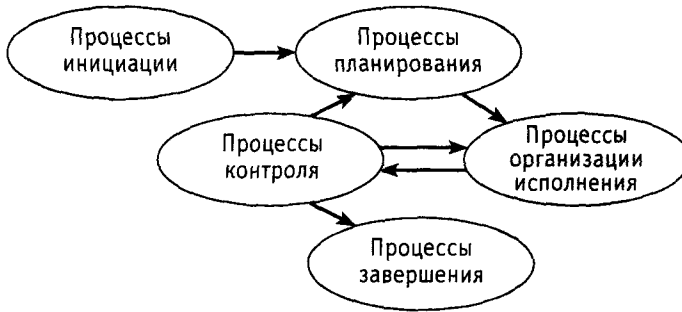 Процессы
инициации
Процессы
планирования
Процессы
контроля
Процессы
организации
исполнения
Процессы
завершения